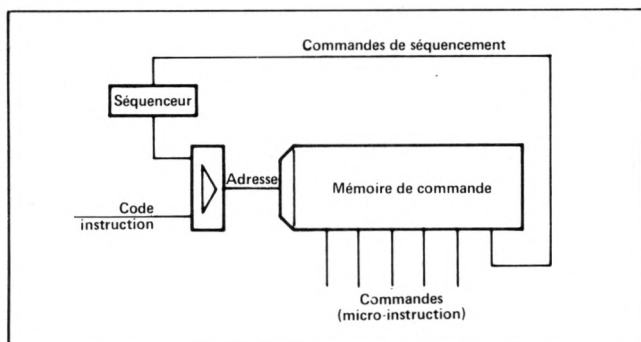 Commandes de séquencement
Séquenceur
Adresse
Mémoire de commande
Code
instruction
Commandes
(micro-instruction)